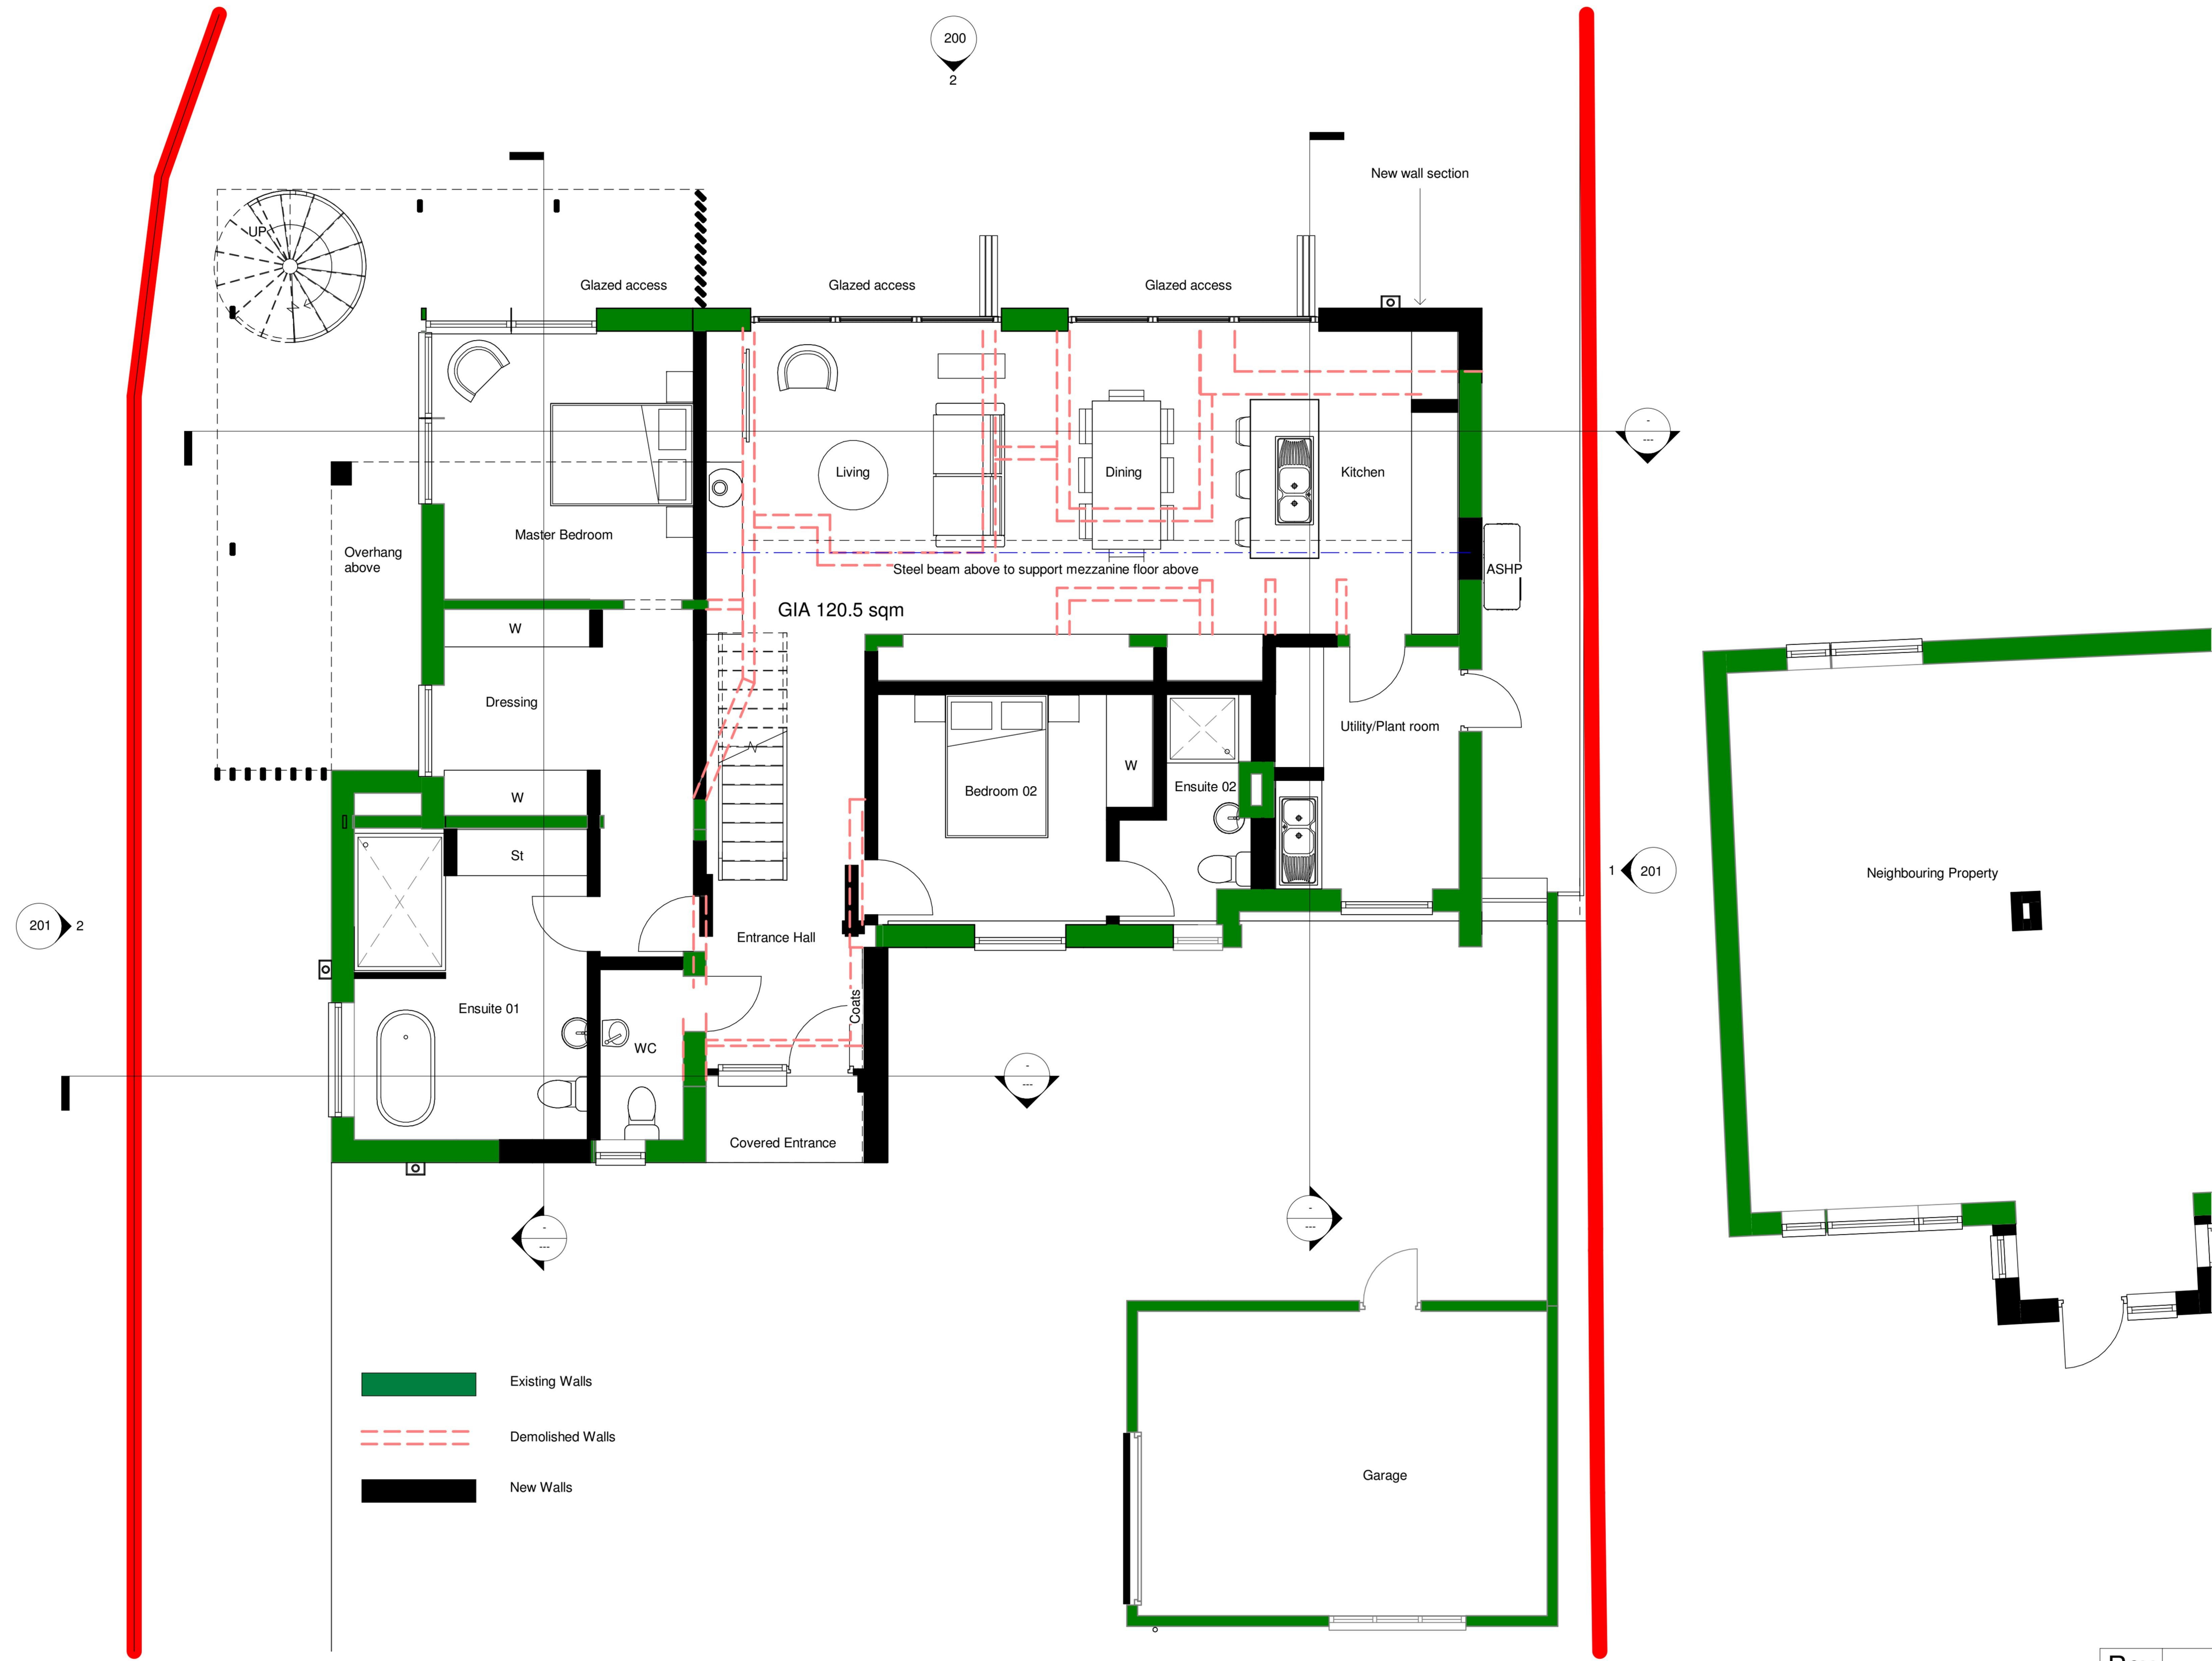 200
2
New wall section
UP
Glazed access
Glazed access
Glazed access
-
---
Living
Dining
Kitchen
Master Bedroom
Overhang
above
Steel beam above to support mezzanine floor above
ASHP
GIA 120.5 sqm
W
Dressing
Utility/Plant room
W
Bedroom 02
Ensuite 02
W
St
1
201
Neighbouring Property
201
2
Entrance Hall
Coats
Ensuite 01
WC
-
---
Covered Entrance
-
---
-
---
Existing Walls
Demolished Walls
New Walls
Garage